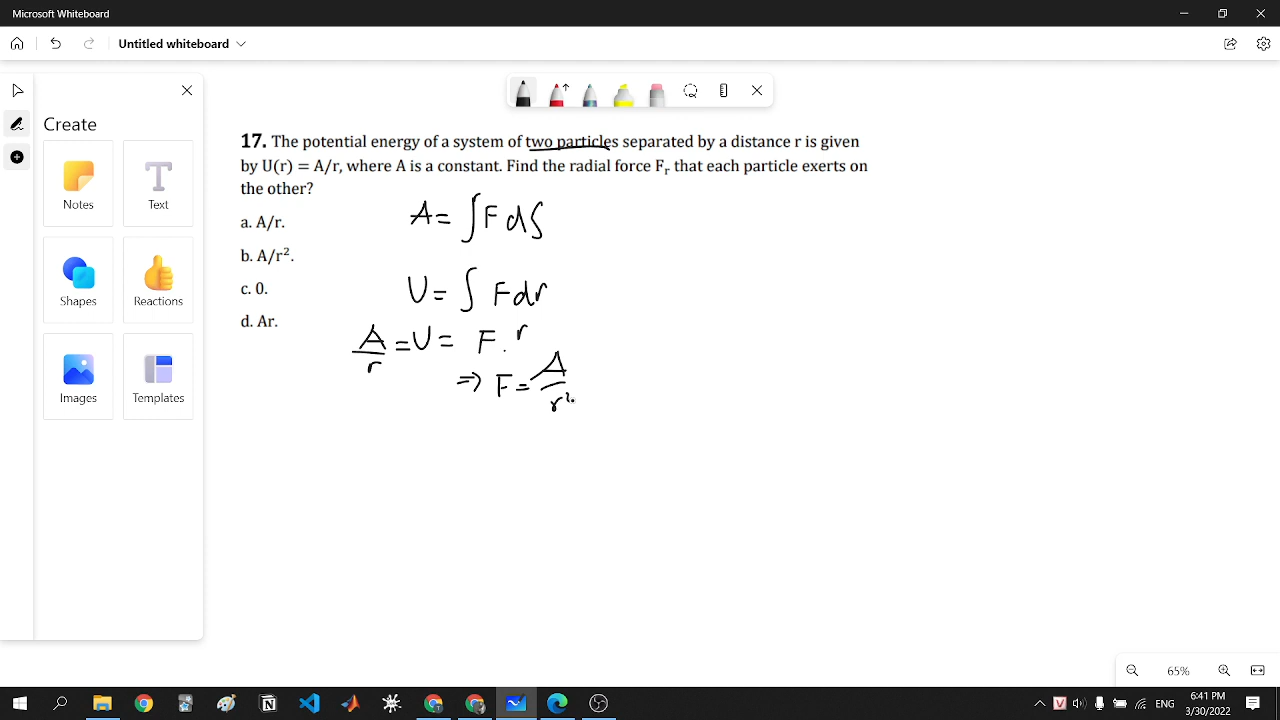 Microsoft Whiteboard
Untitled whiteboard
Create
Notes
Text
Shapes
Reactions
Images
Templates
17. The potential energy of a system of two particles separated by a distance r is given
by U(r) = A/r, where A is a constant. Find the radial force Fᵣ that each particle exerts on
the other?
a. A/r.
b. A/r².
c. 0.
d. Ar.
A = ∫ F dS
U = ∫ F dr
A/r = U = F . r
⇒ F = A/r²
65%
ENG
6:41 PM
3/30/2022